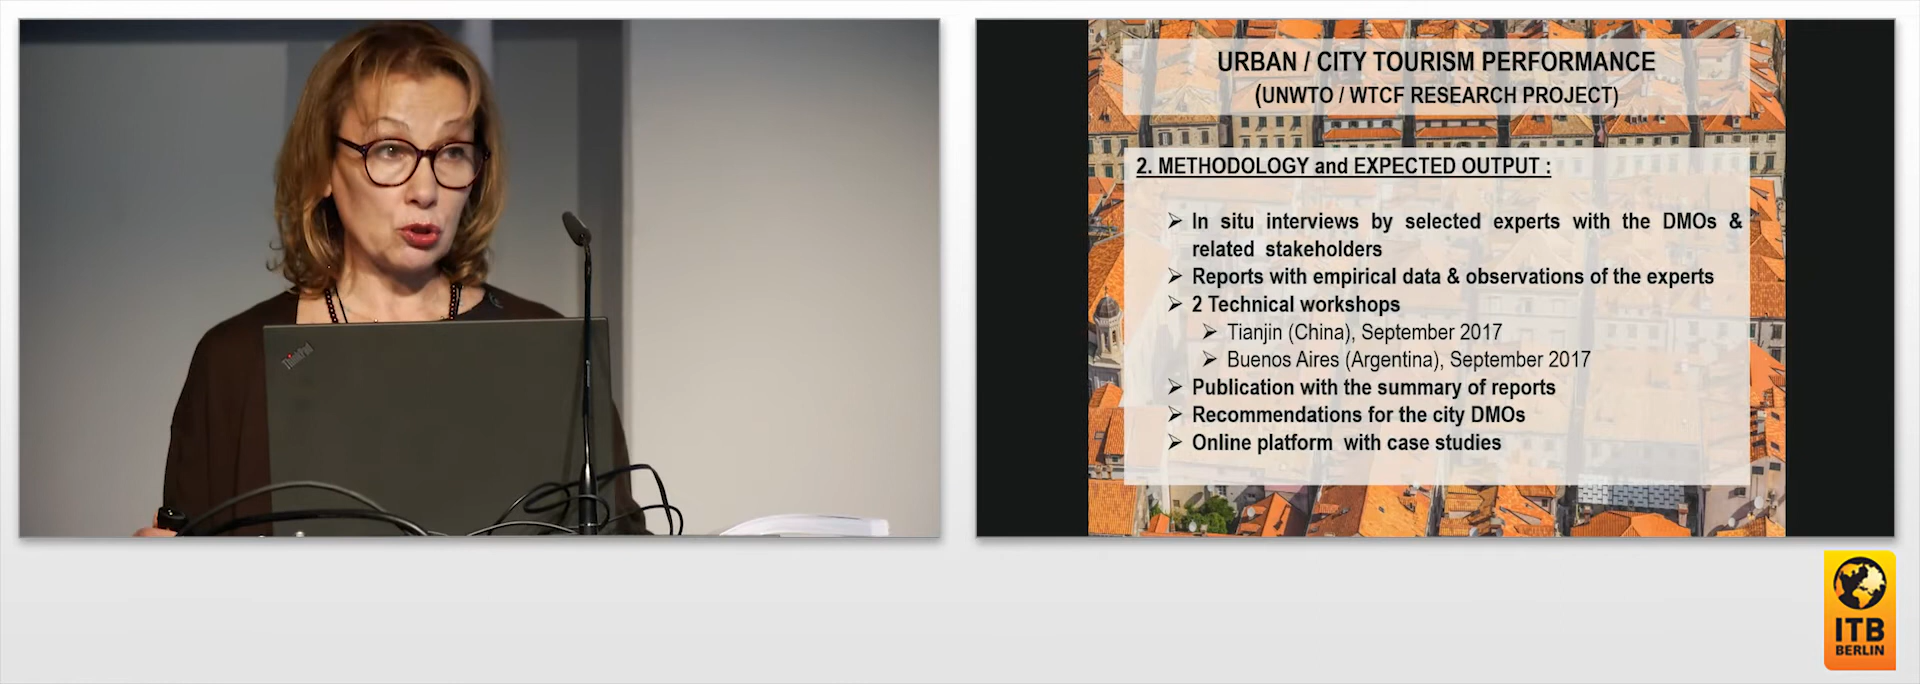 ThinkPad
URBAN / CITY TOURISM PERFORMANCE
(UNWTO / WTCF RESEARCH PROJECT)
2. METHODOLOGY and EXPECTED OUTPUT :
➢ In situ interviews by selected experts with the DMOs &
related stakeholders
➢ Reports with empirical data & observations of the experts
➢ 2 Technical workshops
➢ Tianjin (China), September 2017
➢ Buenos Aires (Argentina), September 2017
➢ Publication with the summary of reports
➢ Recommendations for the city DMOs
➢ Online platform with case studies
ITB
BERLIN